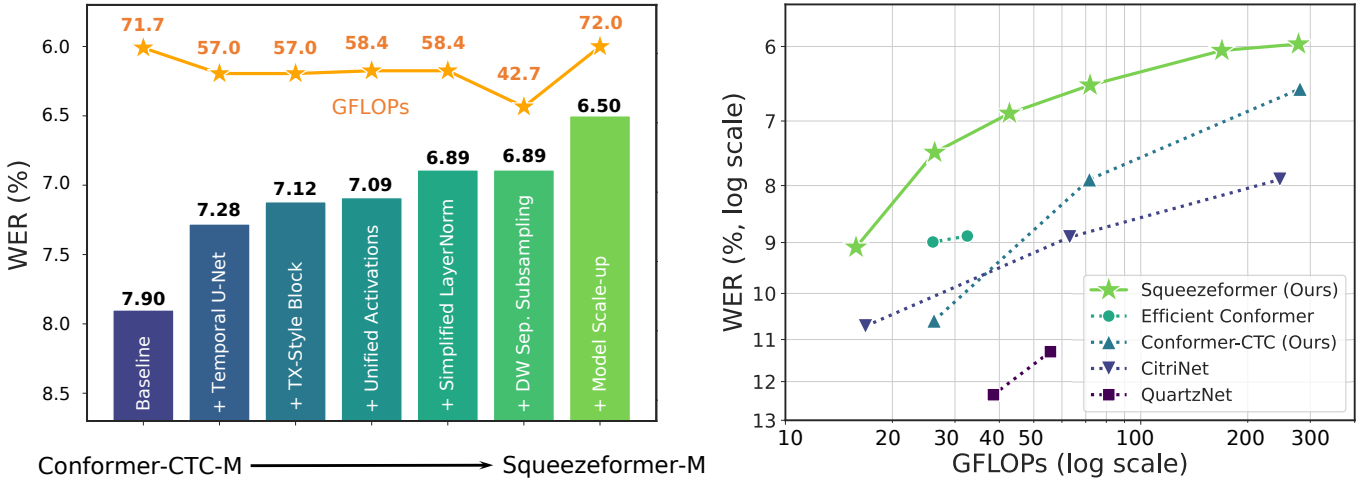 71.7
57.0
57.0
58.4
58.4
42.7
72.0
GFLOPs
6.0
6.5
7.0
7.5
8.0
8.5
WER (%)
7.90
7.28
7.12
7.09
6.89
6.89
6.50
Baseline
+ Temporal U-Net
+ TX-Style Block
+ Unified Activations
+ Simplified LayerNorm
+ DW Sep. Subsampling
+ Model Scale-up
Conformer-CTC-M
Squeezeformer-M
WER (%, log scale)
6
7
8
9
10
11
12
13
Squeezeformer (Ours)
Efficient Conformer
Conformer-CTC (Ours)
CitriNet
QuartzNet
10
20
30
40
50
100
200
300
GFLOPs (log scale)